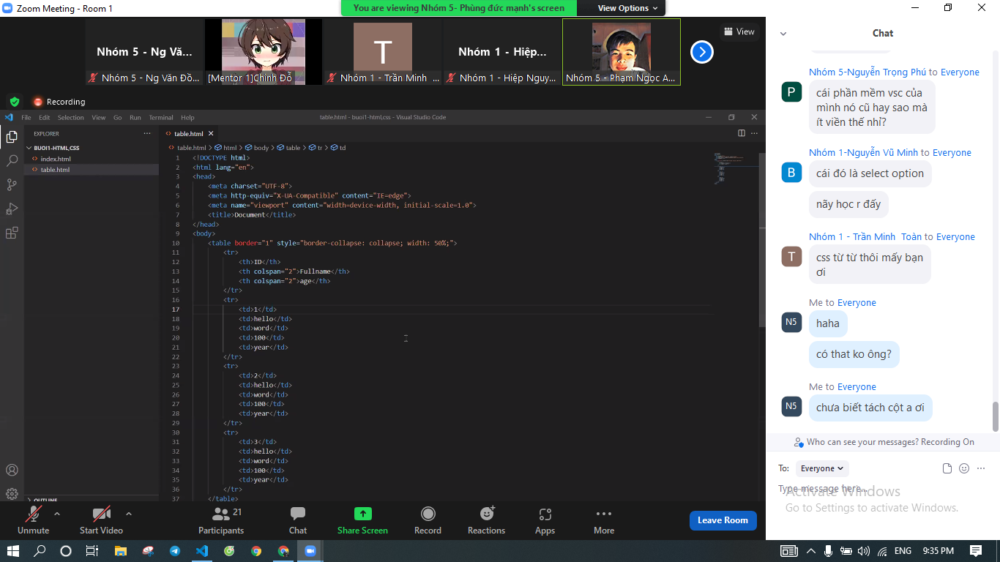 Zoom Meeting - Room 1
You are viewing Nhóm 5- Phùng đức mạnh's screen
View Options
Nhóm 5 - Ng Vă...
Nhóm 5 - Ng Văn Đồ...
[Mentor 1]Chính Đỗ
T
Nhóm 1 - Trần Minh ...
Nhóm 1 - Hiệp...
Nhóm 1 - Hiệp Nguy...
Nhóm 5 - Phạm Ngọc A...
View
Recording
File Edit Selection View Go Run Terminal Help
table.html - buoi1-html,css - Visual Studio Code
EXPLORER
BUOI1-HTML,CSS
index.html
table.html
OUTLINE
table.html
table.html > html > body > table > tr > td
1 <!DOCTYPE html>
2 <html lang="en">
3 <head>
4 <meta charset="UTF-8">
5 <meta http-equiv="X-UA-Compatible" content="IE=edge">
6 <meta name="viewport" content="width=device-width, initial-scale=1.0">
7 <title>Document</title>
8 </head>
9 <body>
10 <table border="1" style="border-collapse: collapse; width: 50%;">
11 <tr>
12 <th>ID</th>
13 <th colspan="2">Fullname</th>
14 <th colspan="2">age</th>
15 </tr>
16 <tr>
17 <td>1</td>
18 <td>hello</td>
19 <td>word</td>
20 <td>100</td>
21 <td>year</td>
22 </tr>
23 <tr>
24 <td>2</td>
25 <td>hello</td>
26 <td>word</td>
27 <td>100</td>
28 <td>year</td>
29 </tr>
30 <tr>
31 <td>3</td>
32 <td>hello</td>
33 <td>word</td>
34 <td>100</td>
35 <td>year</td>
36 </tr>
37 </table>
Chat
Nhóm 5-Nguyễn Trọng Phú to Everyone
P
cái phần mềm vsc của
mình nó cũ hay sao mà
ít viền thế nhỉ?
Nhóm 1-Nguyễn Vũ Minh to Everyone
B
cái đó là select option
nãy học r đấy
Nhóm 1 - Trần Minh Toàn to Everyone
T
css từ từ thôi mấy bạn
ơi
Me to Everyone
N5
haha
có that ko ông?
Me to Everyone
N5
chưa biết tách cột a ơi
Who can see your messages? Recording On
To: Everyone
Type message here...
Activate Windows
Go to Settings to activate Windows.
Unmute
Start Video
Participants
21
Chat
Share Screen
Record
Reactions
Apps
More
Leave Room
ENG
9:35 PM